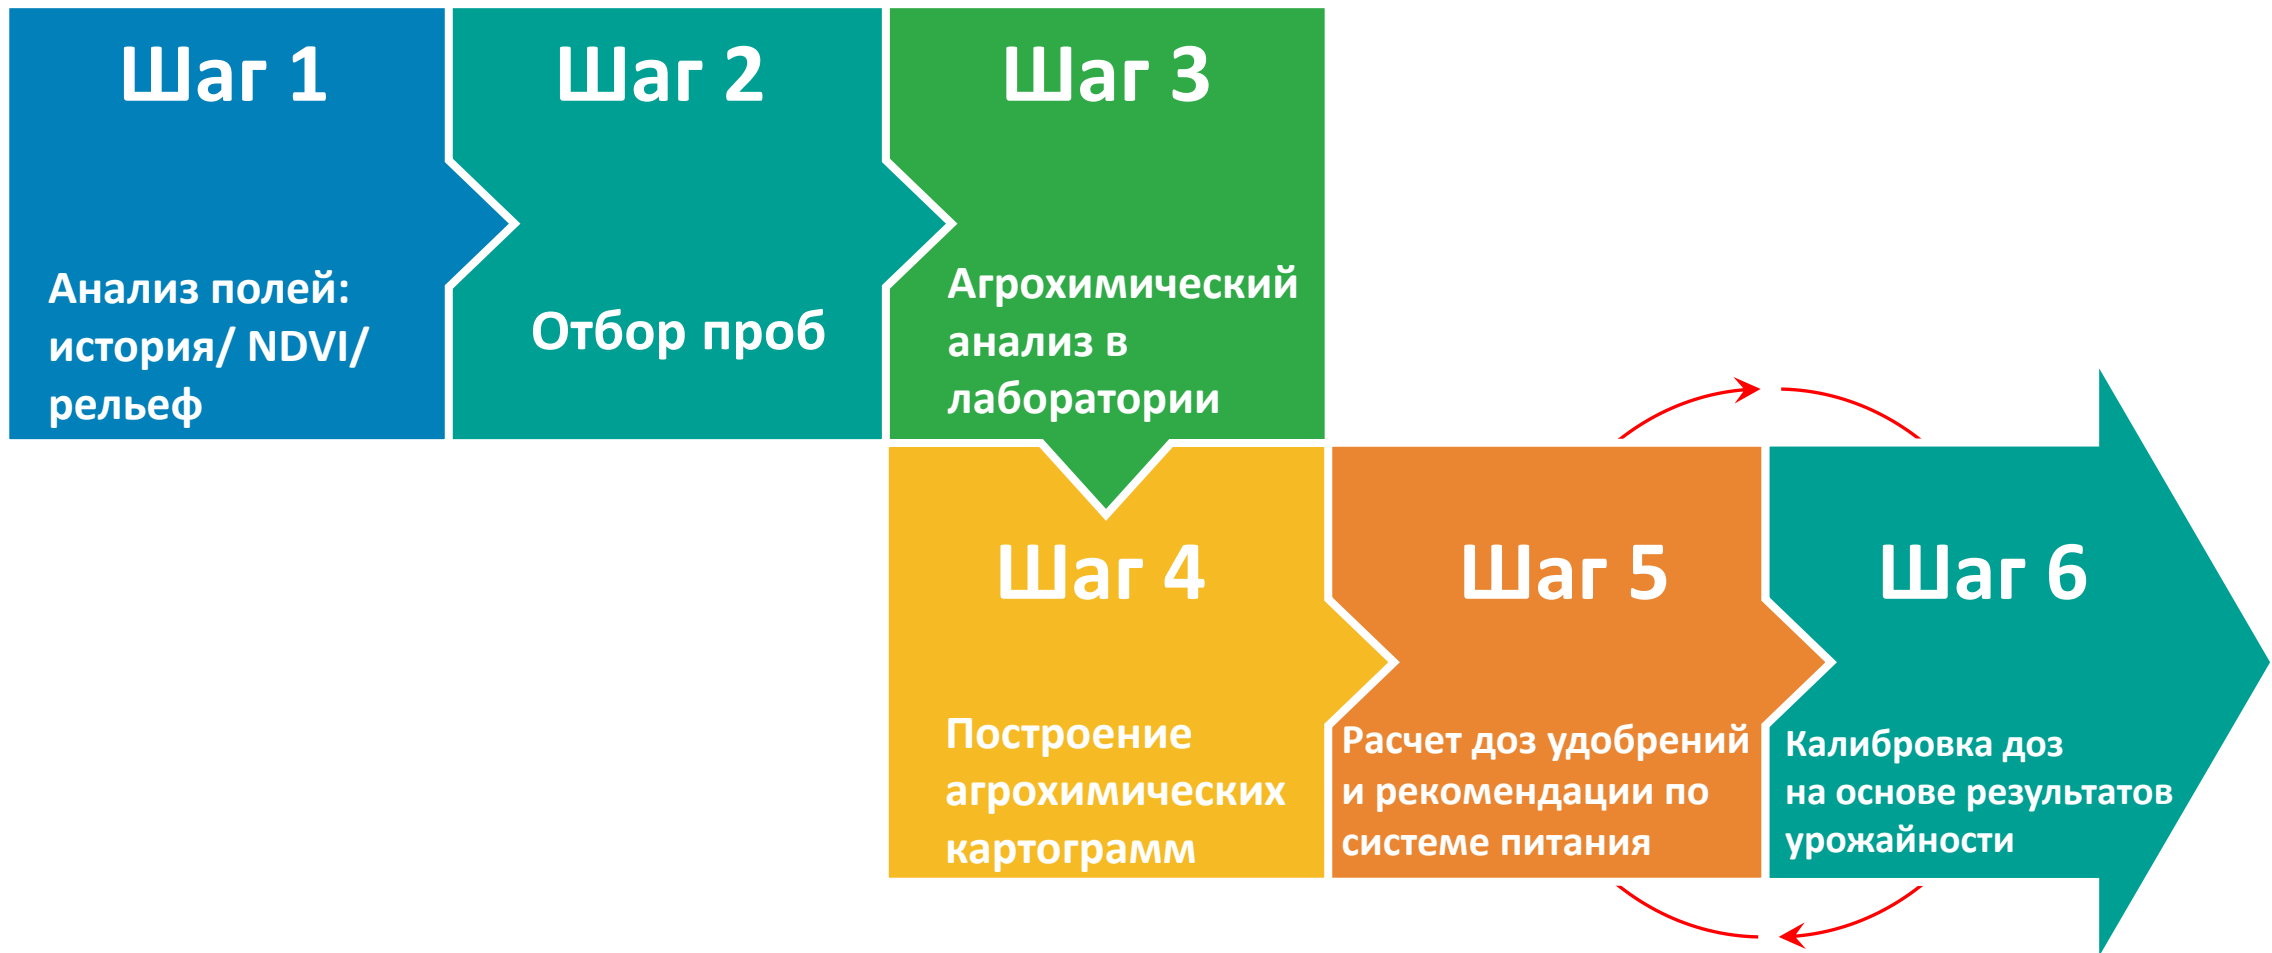 Шаг 1
Анализ полей:
история/ NDVI/
рельеф
Шаг 2
Отбор проб
Шаг 3
Агрохимический
анализ в
лаборатории
Шаг 4
Построение
агрохимических
картограмм
Шаг 5
Расчет доз удобрений
и рекомендации по
системе питания
Шаг 6
Калибровка доз
на основе результатов
урожайности